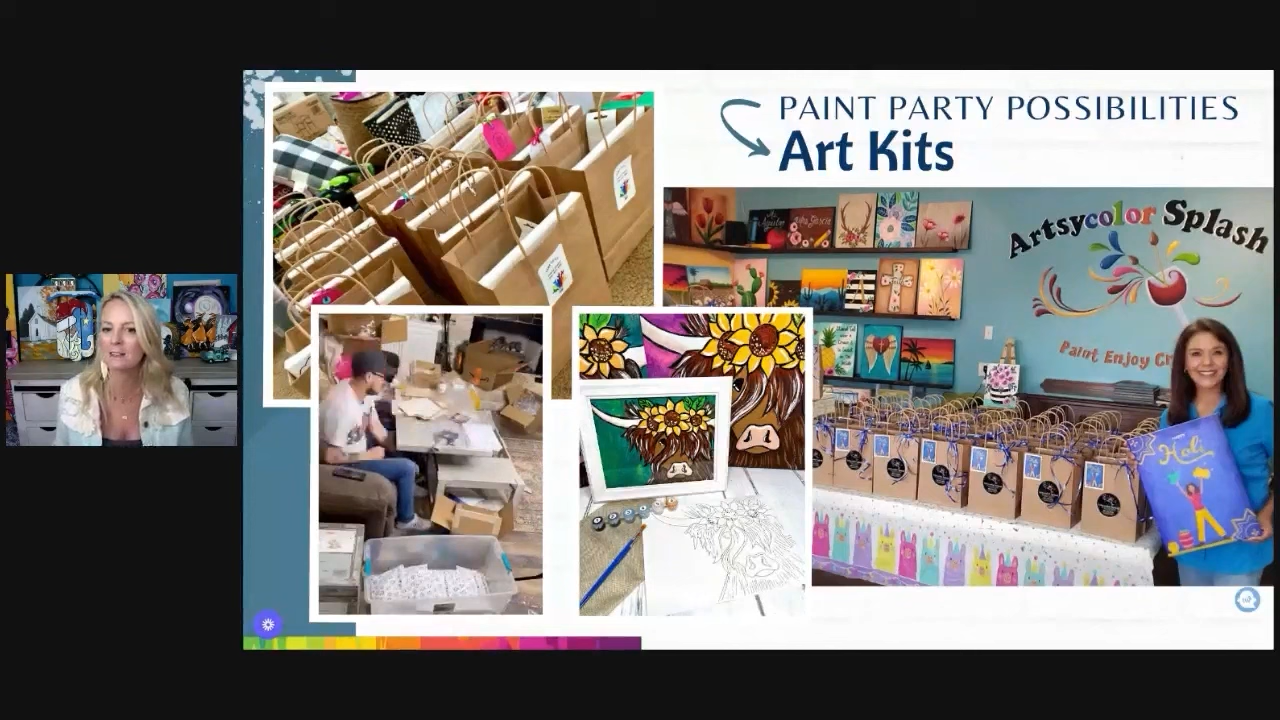 PAINT PARTY POSSIBILITIES
Art Kits
Artsycolor Splash
Paint Enjoy
Holi